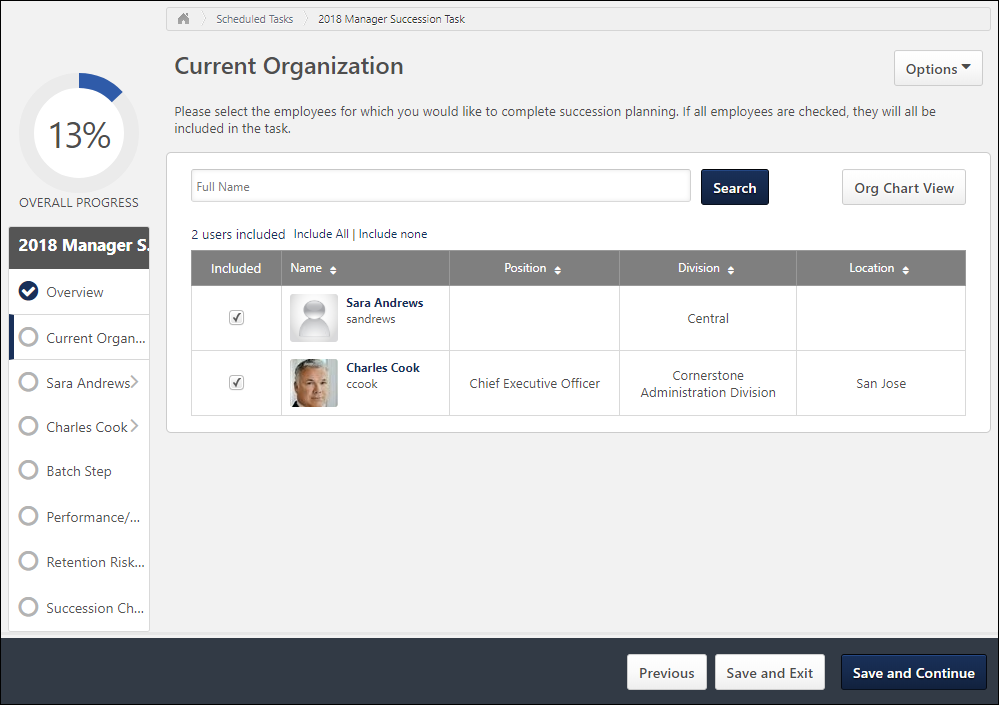 Scheduled Tasks
2018 Manager Succession Task
13%
OVERALL PROGRESS
2018 Manager S.
Overview
Current Organ...
Sara Andrews
Charles Cook
Batch Step
Performance/...
Retention Risk...
Succession Ch...
Current Organization
Options
Please select the employees for which you would like to complete succession planning. If all employees are checked, they will all be
included in the task.
Full Name
Search
Org Chart View
2 users included Include All | Include none
Included Name Position Division Location
Sara Andrews
sandrews
Central
Charles Cook
ccook
Chief Executive Officer
Cornerstone
Administration Division
San Jose
Previous
Save and Exit
Save and Continue